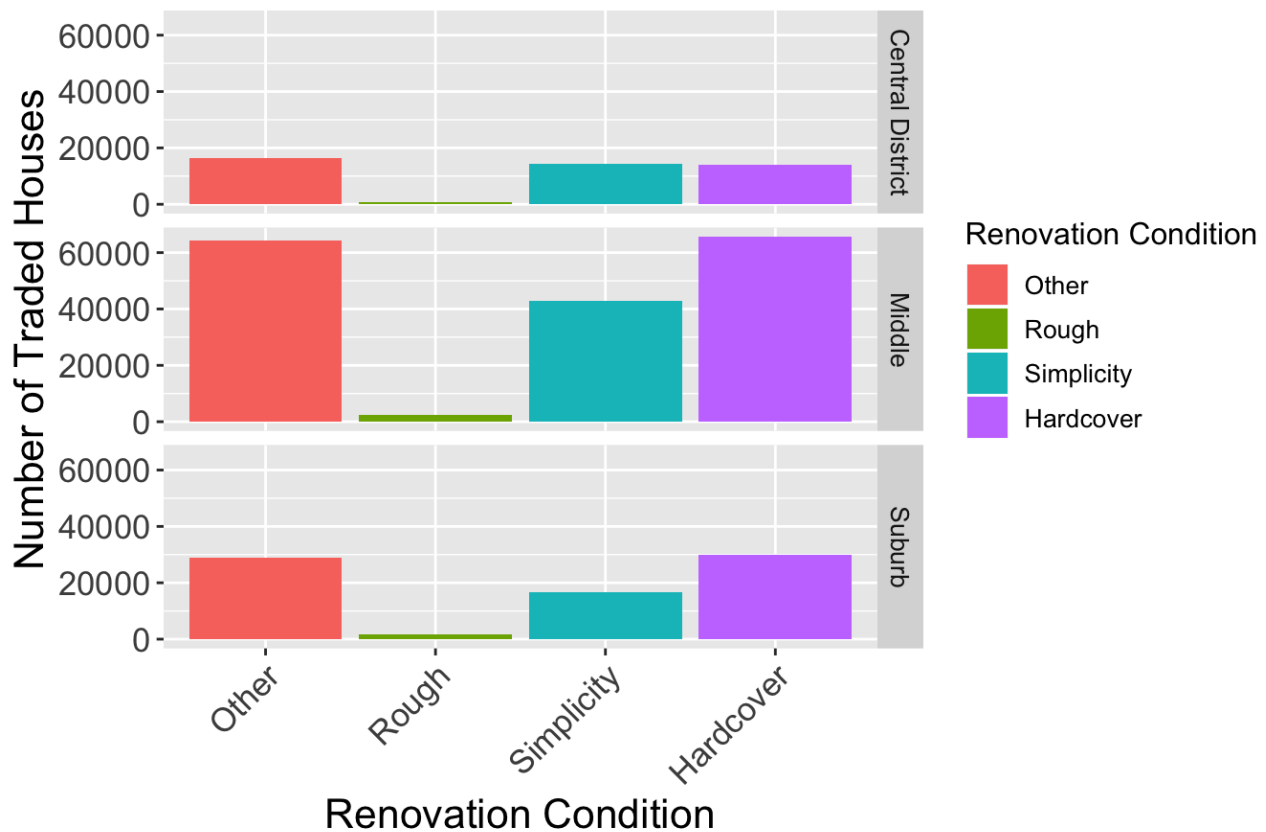 Number of Traded Houses
60000
40000
20000
0
Central District
60000
40000
20000
0
Middle
60000
40000
20000
0
Suburb
Other
Rough
Simplicity
Hardcover
Renovation Condition
Renovation Condition
Other
Rough
Simplicity
Hardcover